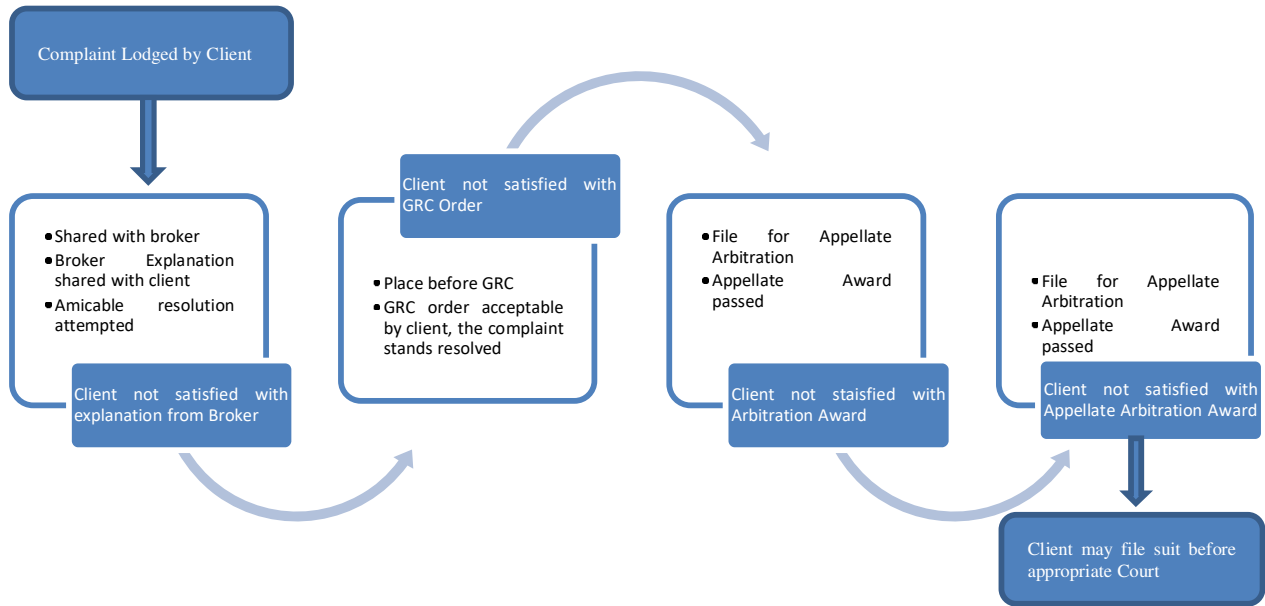 Complaint Lodged by Client
• Shared with broker
• Broker Explanation
shared with client
• Amicable resolution
attempted
Client not satisfied with
explanation from Broker
Client not satisfied with
GRC Order
• Place before GRC
• GRC order acceptable
by client, the complaint
stands resolved
• File for Appellate
Arbitration
• Appellate Award
passed
Client not staisfied with
Arbitration Award
• File for Appellate
Arbitration
• Appellate Award
passed
Client not satisfied with
Appellate Arbitration Award
Client may file suit before
appropriate Court